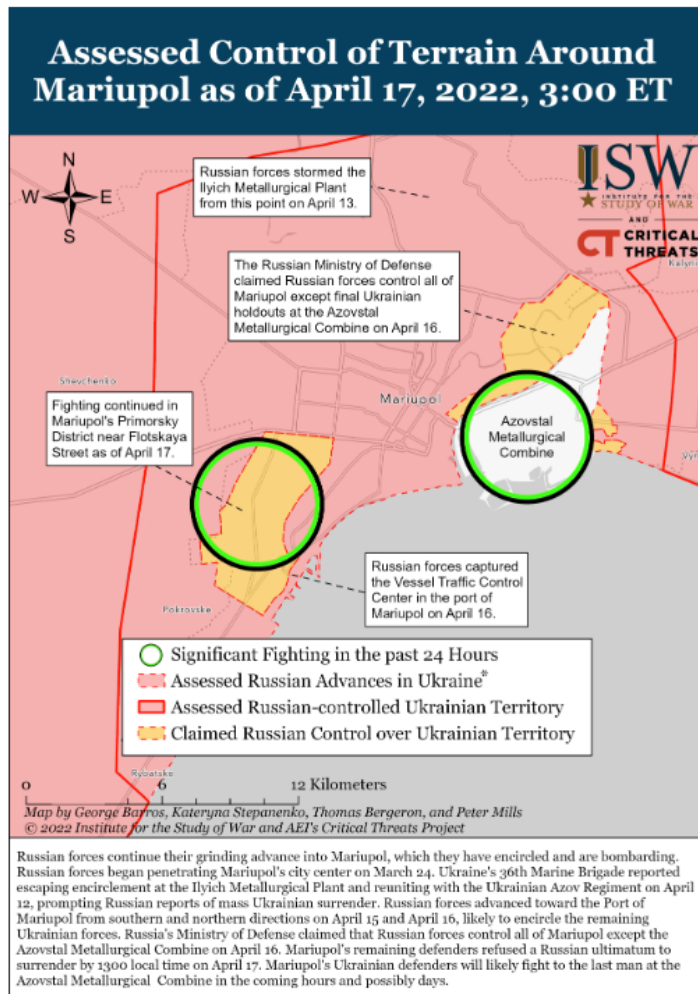 Assessed Control of Terrain Around
Mariupol as of April 17, 2022, 3:00 ET
N
W E
S
Russian forces stormed the
Ilyich Metallurgical Plant
from this point on April 13.
ISW
INSTITUTE FOR THE
STUDY OF WAR
AND
CT CRITICAL
THREATS
The Russian Ministry of Defense
claimed Russian forces control all of
Mariupol except final Ukrainian
holdouts at the Azovstal
Metallurgical Combine on April 16.
Shevchenko
Mariupol
Fighting continued in
Mariupol's Primorsky
District near Flotskaya
Street as of April 17.
Azovstal
Metallurgical
Combine
Russian forces captured
the Vessel Traffic Control
Center in the port of
Mariupol on April 16.
Pokrovske
Significant Fighting in the past 24 Hours
Assessed Russian Advances in Ukraine*
Assessed Russian-controlled Ukrainian Territory
Claimed Russian Control over Ukrainian Territory
Rybatske
0 6 12 Kilometers
Map by George Barros, Kateryna Stepanenko, Thomas Bergeron, and Peter Mills
© 2022 Institute for the Study of War and AEI's Critical Threats Project
Russian forces continue their grinding advance into Mariupol, which they have encircled and are bombarding.
Russian forces began penetrating Mariupol's city center on March 24. Ukraine's 36th Marine Brigade reported
escaping encirclement at the Ilyich Metallurgical Plant and reuniting with the Ukrainian Azov Regiment on April
12, prompting Russian reports of mass Ukrainian surrender. Russian forces advanced toward the Port of
Mariupol from southern and northern directions on April 15 and April 16, likely to encircle the remaining
Ukrainian forces. Russia's Ministry of Defense claimed that Russian forces control all of Mariupol except the
Azovstal Metallurgical Combine on April 16. Mariupol's remaining defenders refused a Russian ultimatum to
surrender by 1300 local time on April 17. Mariupol's Ukrainian defenders will likely fight to the last man at the
Azovstal Metallurgical Combine in the coming hours and possibly days.